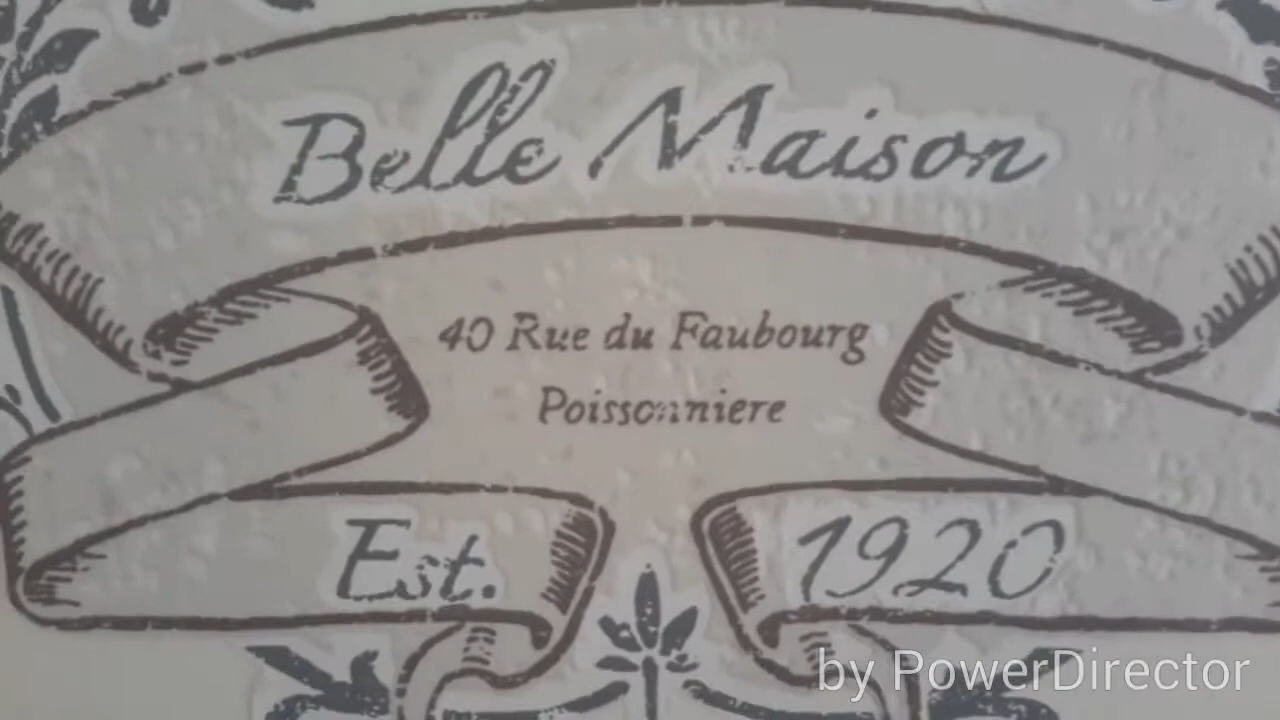 Belle Maison
40 Rue du Faubourg
Poissonniere
Est. 1920
by PowerDirector